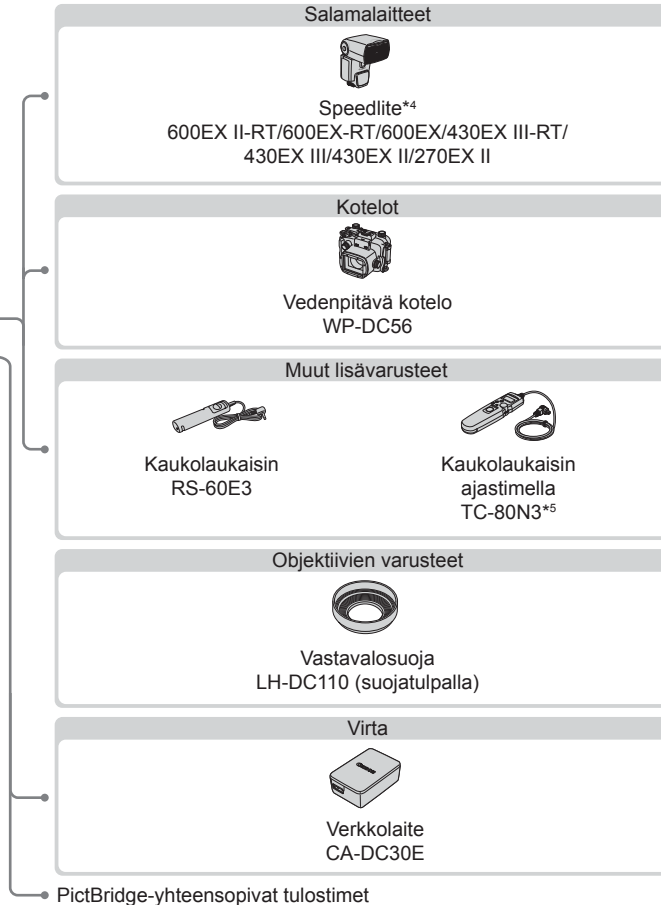 Salamalaitteet
Speedlite*4
600EX II-RT/600EX-RT/600EX/430EX III-RT/
430EX III/430EX II/270EX II
Kotelot
Vedenpitävä kotelo
WP-DC56
Muut lisävarusteet
Kaukolaukaisin
RS-60E3
Kaukolaukaisin
ajastimella
TC-80N3*5
Objektiivien varusteet
Vastavalosuoja
LH-DC110 (suojatulpalla)
Virta
Canon
Verkkolaite
CA-DC30E
PictBridge-yhteensopivat tulostimet